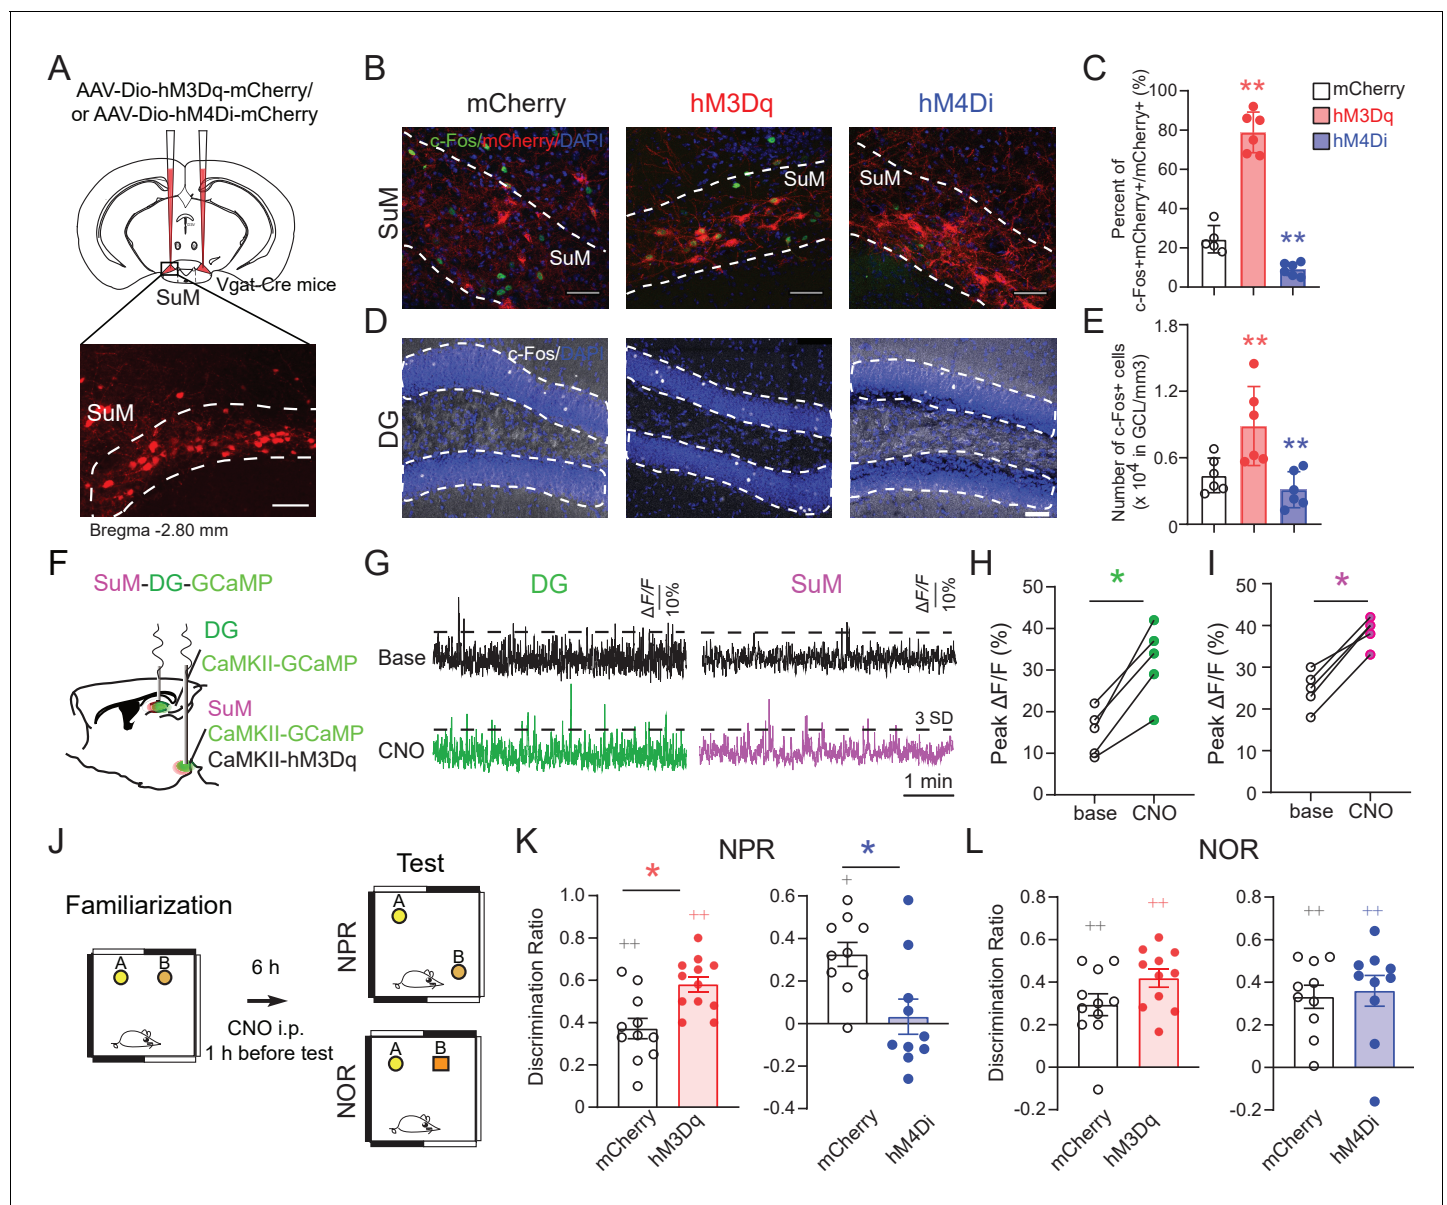 A
AAV-Dio-hM3Dq-mCherry/
or AAV-Dio-hM4Di-mCherry
Vgat-Cre mice
SuM
SuM
Bregma -2.80 mm
B
mCherry
hM3Dq
hM4Di
SuM
c-Fos/mCherry/DAPI
SuM
SuM
SuM
C
Percent of
c-Fos+mCherry+/mCherry+ (%)
100
80
60
40
20
0
**
**
mCherry
hM3Dq
hM4Di
D
DG
c-Fos/DAPI
E
Number of c-Fos+ cells
(x 10⁴ in GCL/mm3)
1.8
1.2
0.6
0
**
**
F
SuM-DG-GCaMP
DG
CaMKII-GCaMP
SuM
CaMKII-GCaMP
CaMKII-hM3Dq
G
DG
SuM
ΔF/F
10%
ΔF/F
10%
Base
CNO
3 SD
1 min
H
Peak ΔF/F (%)
50
40
30
20
10
0
*
base
CNO
I
Peak ΔF/F (%)
50
40
30
20
10
0
*
base
CNO
J
Familiarization
A B
6 h
CNO i.p.
1 h before test
Test
NPR
A
B
NOR
A B
K
NPR
Discrimination Ratio
1.0
0.8
0.6
0.4
0.2
0
*
++
++
mCherry
hM3Dq
0.6
0.4
0.2
0
-0.2
-0.4
*
+
mCherry
hM4Di
L
NOR
Discrimination Ratio
0.8
0.6
0.4
0.2
0
-0.2
++
++
mCherry
hM3Dq
0.8
0.6
0.4
0.2
0
-0.2
++
++
mCherry
hM4Di